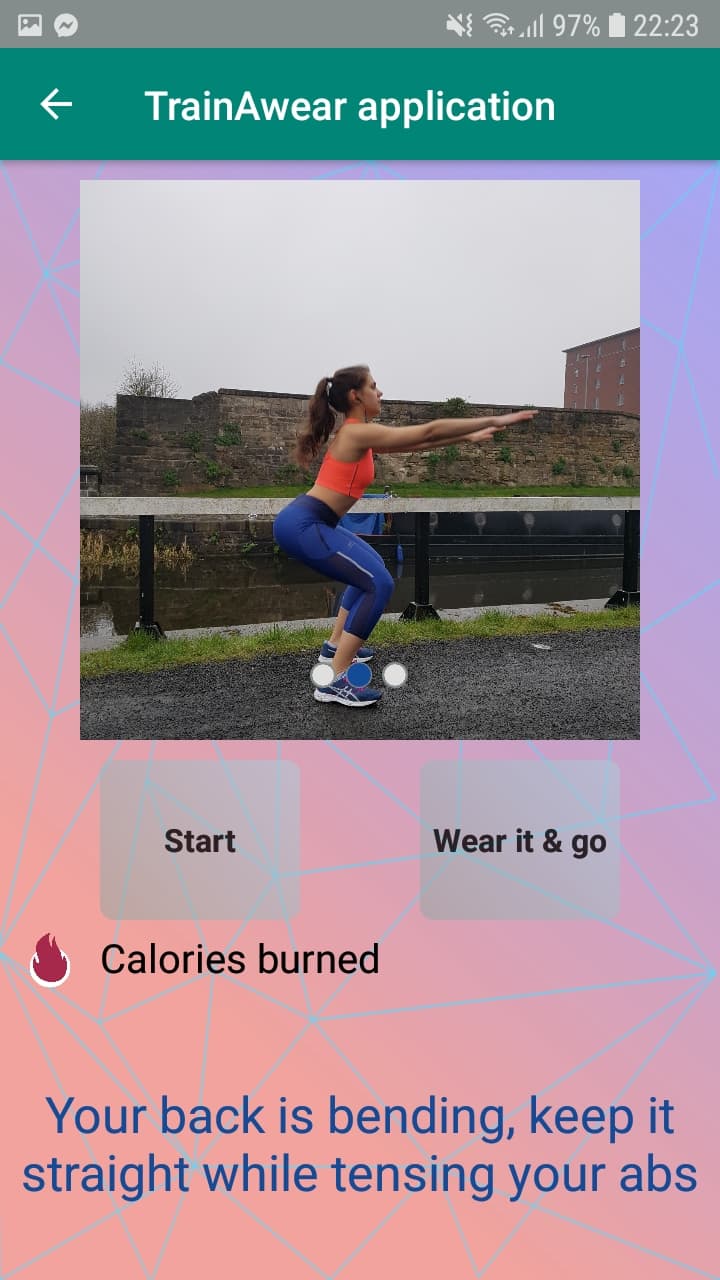 97% 22:23
TrainAwear application
Start
Wear it & go
Calories burned
Your back is bending, keep it
straight while tensing your abs